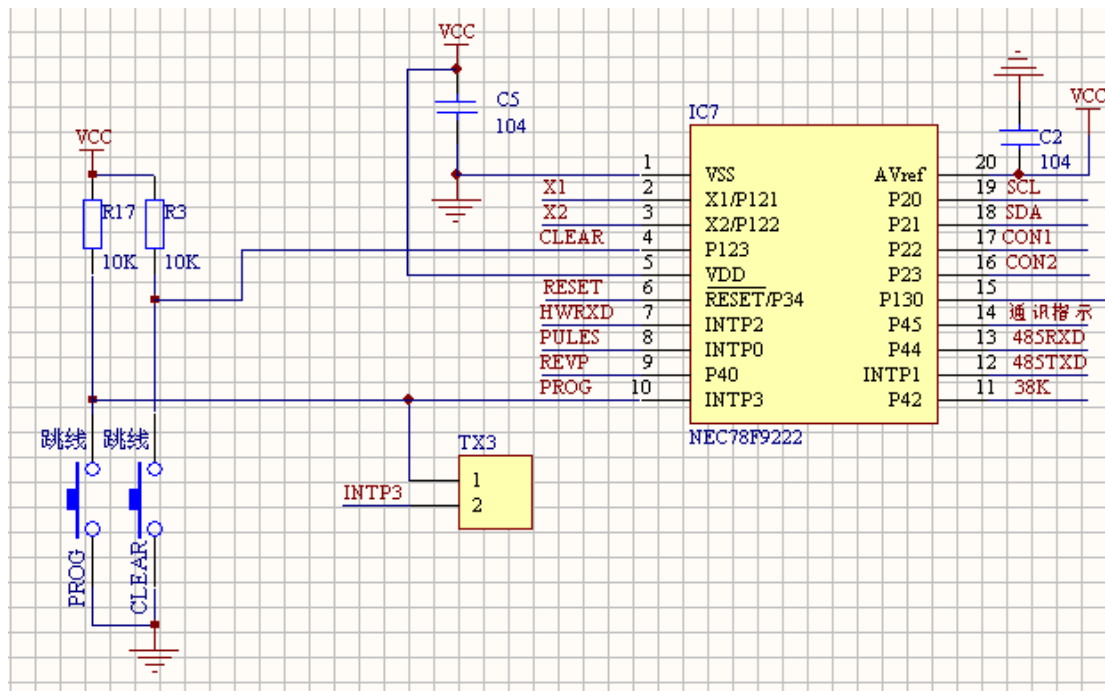 VCC
C5
104
VCC
IC7
C2
104
VCC
R17
R3
10K
10K
X1
X2
CLEAR
RESET
HWRXD
PULES
REVP
PROG
1
2
3
4
5
6
7
8
9
10
VSS
X1/P121
X2/P122
P123
VDD
RESET/P34
INTP2
INTP0
P40
INTP3
AVref
P20
P21
P22
P23
P130
P45
P44
INTP1
P42
20
19 SCL
18 SDA
17 CON1
16 CON2
15
14 通讯指示
13 485RXD
12 485TXD
11 38K
NEC78F9222
跳线
跳线
PROG
CLEAR
TX3
1
2
INTP3